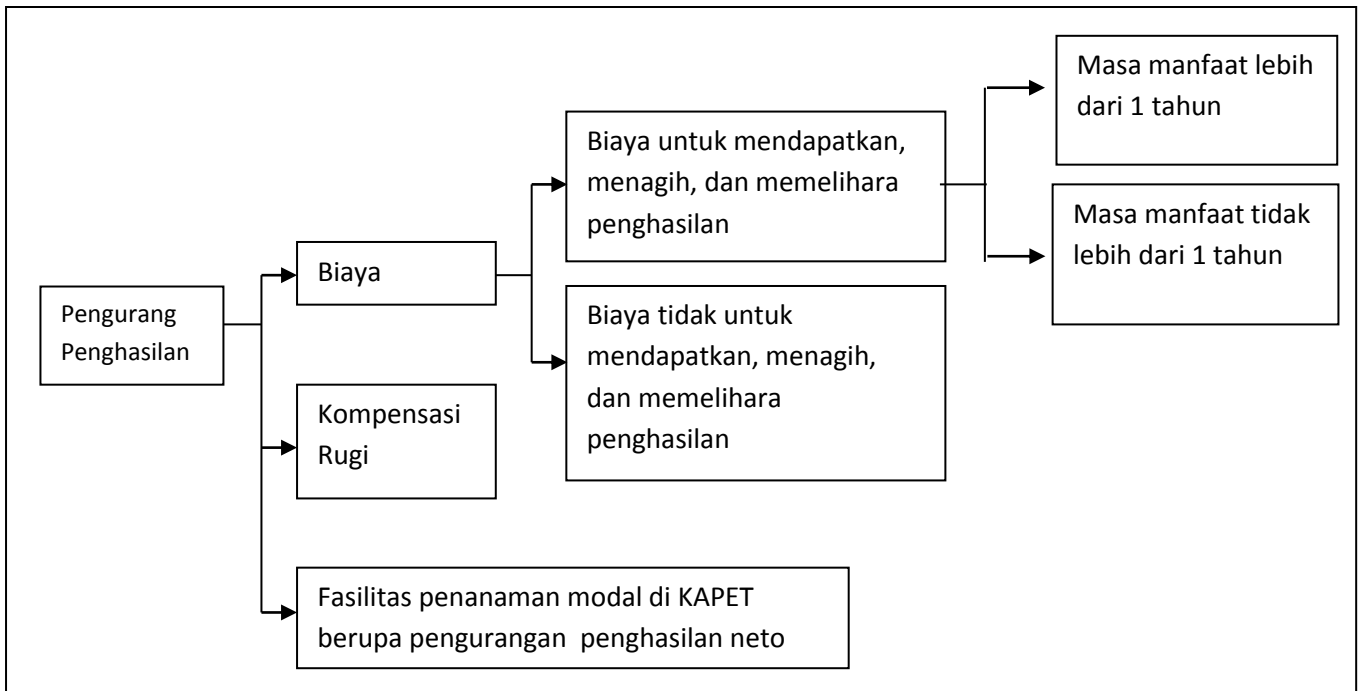 Pengurang
Penghasilan
Biaya
Kompensasi
Rugi
Fasilitas penanaman modal di KAPET
berupa pengurangan  penghasilan neto
Biaya untuk mendapatkan,
menagih, dan memelihara
penghasilan
Biaya tidak untuk
mendapatkan, menagih,
dan memelihara
penghasilan
Masa manfaat lebih
dari 1 tahun
Masa manfaat tidak
lebih dari 1 tahun